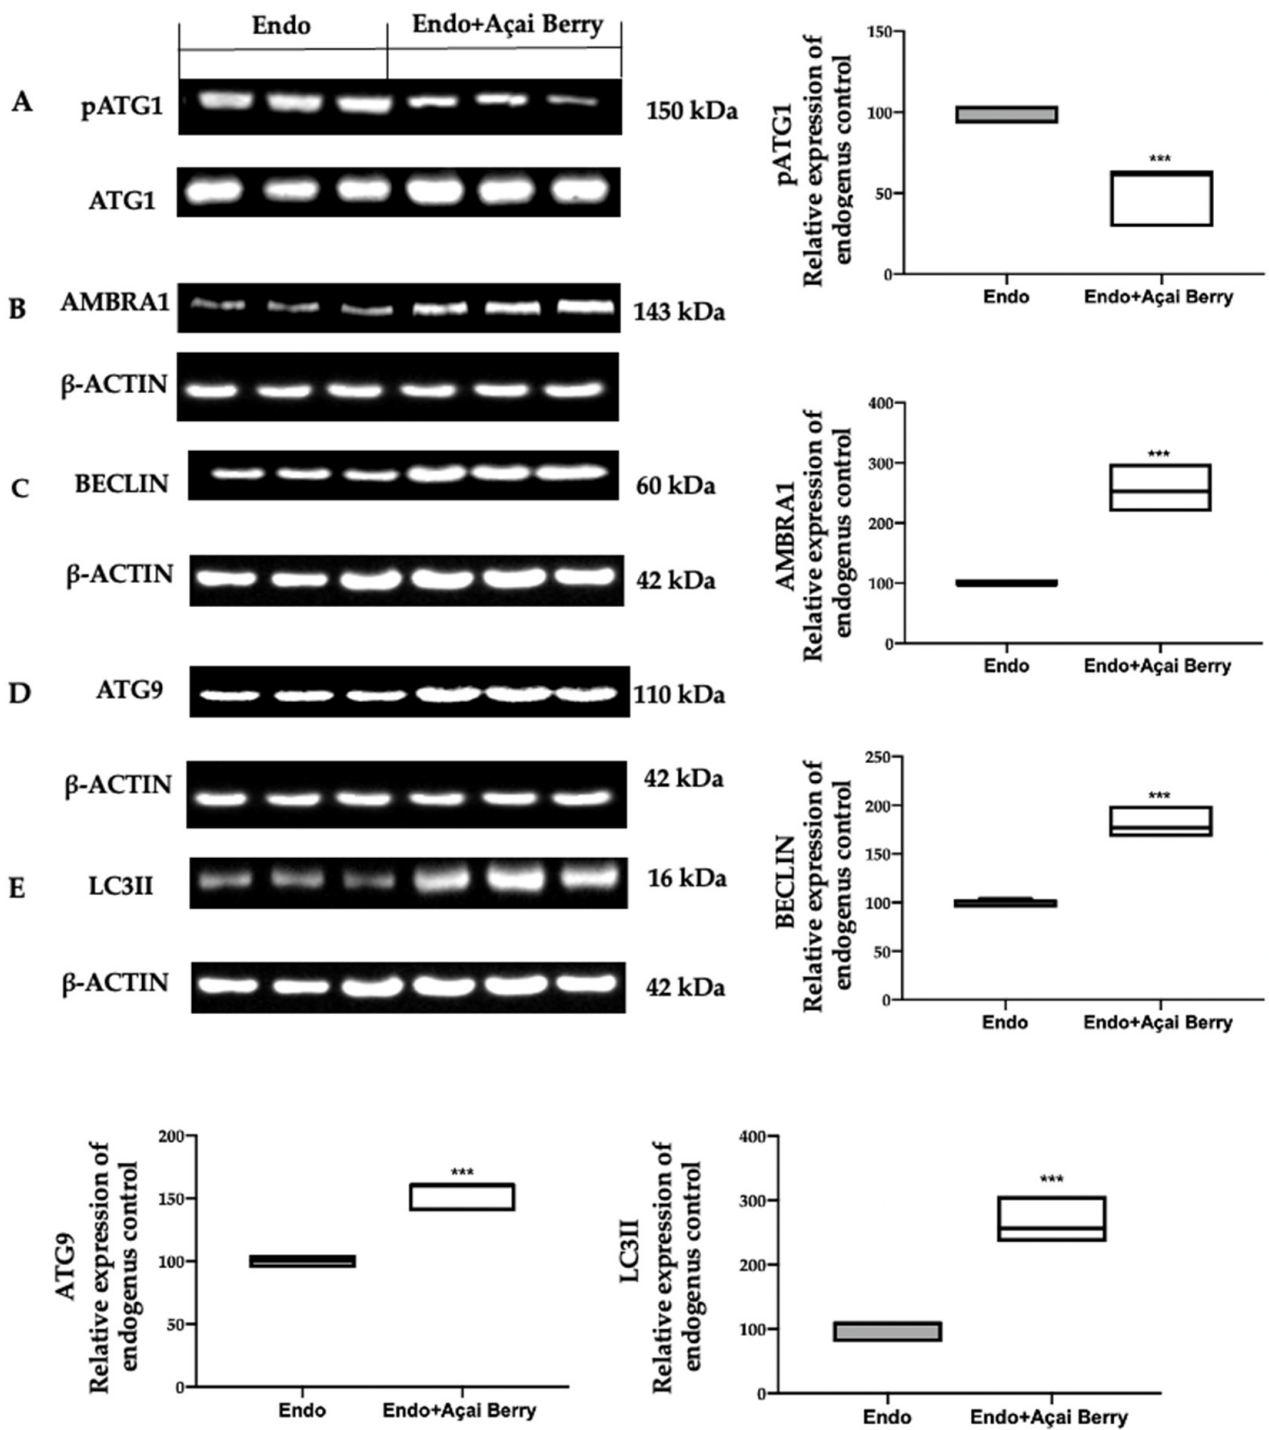 Endo Endo+Açai Berry
A pATG1 150 kDa
ATG1
B AMBRA1 143 kDa
β-ACTIN
C BECLIN 60 kDa
β-ACTIN 42 kDa
D ATG9 110 kDa
β-ACTIN 42 kDa
E LC3II 16 kDa
β-ACTIN 42 kDa
pATG1
Relative expression of
endogenus control
150
100
50
0
***
Endo Endo+Açai Berry
AMBRA1
Relative expression of
endogenus control
400
300
200
100
0
***
Endo Endo+Açai Berry
BECLIN
Relative expression of
endogenus control
250
200
150
100
50
0
***
Endo Endo+Açai Berry
ATG9
Relative expression of
endogenus control
200
150
100
50
0
***
Endo Endo+Açai Berry
LC3II
Relative expression of
endogenus control
400
300
200
100
0
***
Endo Endo+Açai Berry